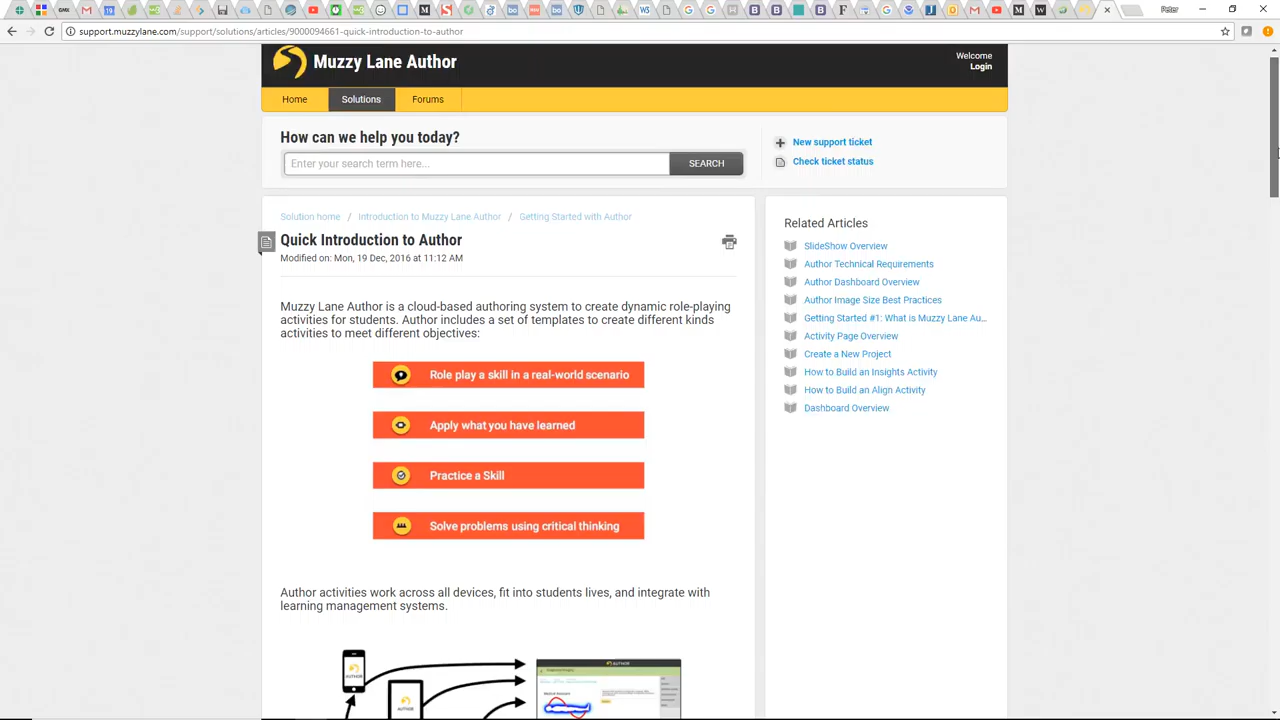 Peter
support.muzzylane.com/support/solutions/articles/9000094661-quick-introduction-to-author
Muzzy Lane Author
Welcome
Login
Home
Solutions
Forums
How can we help you today?
Enter your search term here...
SEARCH
New support ticket
Check ticket status
Solution home / Introduction to Muzzy Lane Author / Getting Started with Author
Quick Introduction to Author
Modified on: Mon, 19 Dec, 2016 at 11:12 AM
Muzzy Lane Author is a cloud-based authoring system to create dynamic role-playing
activities for students. Author includes a set of templates to create different kinds
activities to meet different objectives:
Role play a skill in a real-world scenario
Apply what you have learned
Practice a Skill
Solve problems using critical thinking
Author activities work across all devices, fit into students lives, and integrate with
learning management systems.
AUTHOR
AUTHOR
AUTHOR
Related Articles
SlideShow Overview
Author Technical Requirements
Author Dashboard Overview
Author Image Size Best Practices
Getting Started #1: What is Muzzy Lane Au...
Activity Page Overview
Create a New Project
How to Build an Insights Activity
How to Build an Align Activity
Dashboard Overview